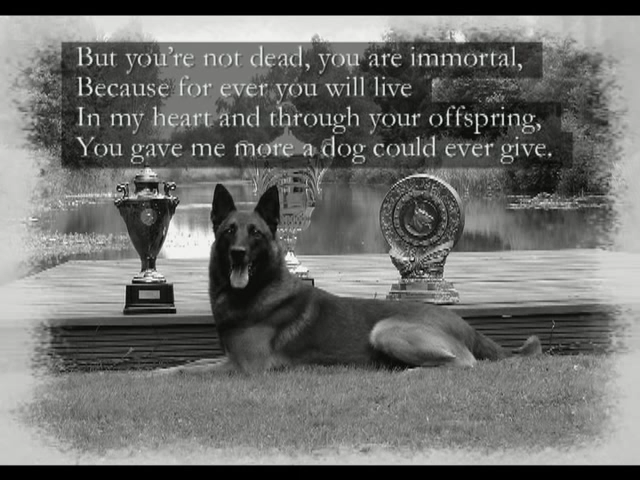 But you're not dead, you are immortal,
Because for ever you will live
In my heart and through your offspring,
You gave me more a dog could ever give.